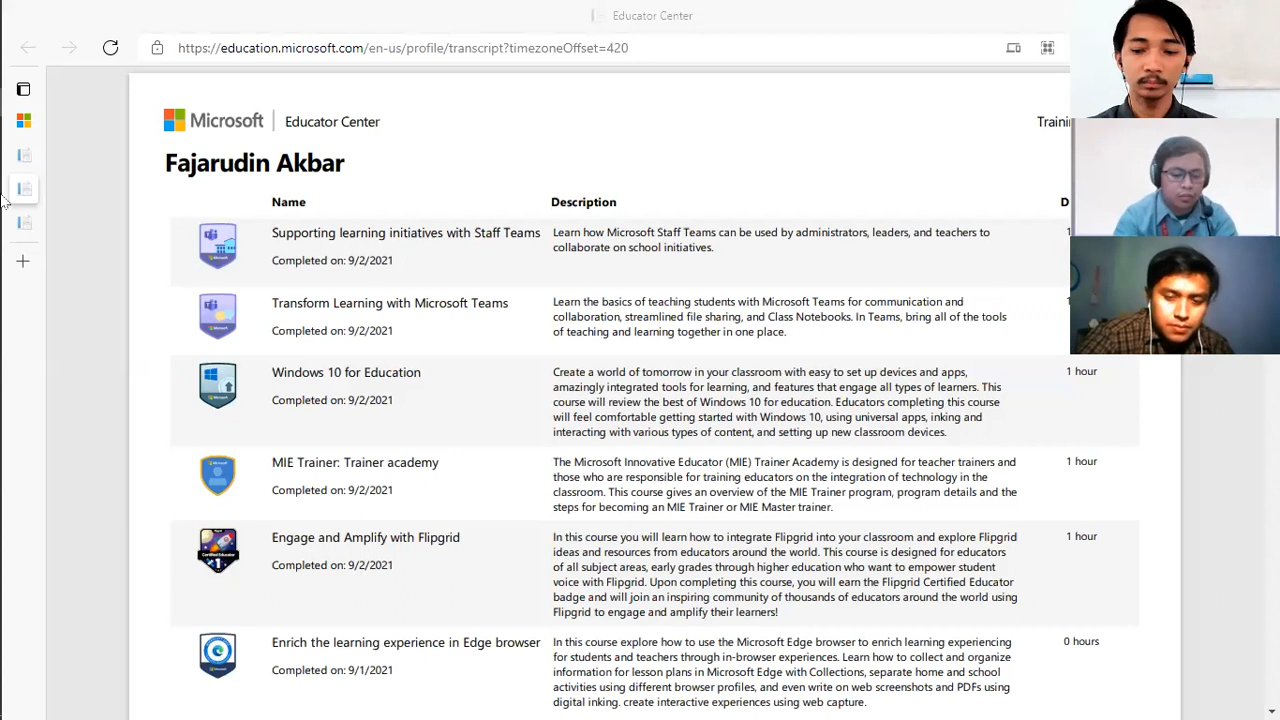 Educator Center
https://education.microsoft.com/en-us/profile/transcript?timezoneOffset=420
Microsoft | Educator Center
Fajarudin Akbar
Name Description
Supporting learning initiatives with Staff Teams
Completed on: 9/2/2021
Learn how Microsoft Staff Teams can be used by administrators, leaders, and teachers to
collaborate on school initiatives.
Transform Learning with Microsoft Teams
Completed on: 9/2/2021
Learn the basics of teaching students with Microsoft Teams for communication and
collaboration, streamlined file sharing, and Class Notebooks. In Teams, bring all of the tools
of teaching and learning together in one place.
Windows 10 for Education
Completed on: 9/2/2021
Create a world of tomorrow in your classroom with easy to set up devices and apps,
amazingly integrated tools for learning, and features that engage all types of learners. This
course will review the best of Windows 10 for education. Educators completing this course
will feel comfortable getting started with Windows 10, using universal apps, inking and
interacting with various types of content, and setting up new classroom devices.
1 hour
MIE Trainer: Trainer academy
Completed on: 9/2/2021
The Microsoft Innovative Educator (MIE) Trainer Academy is designed for teacher trainers and
those who are responsible for training educators on the integration of technology in the
classroom. This course gives an overview of the MIE Trainer program, program details and the
steps for becoming an MIE Trainer or MIE Master trainer.
1 hour
Engage and Amplify with Flipgrid
Completed on: 9/2/2021
In this course you will learn how to integrate Flipgrid into your classroom and explore Flipgrid
ideas and resources from educators around the world. This course is designed for educators
of all subject areas, early grades through higher education who want to empower student
voice with Flipgrid. Upon completing this course, you will earn the Flipgrid Certified Educator
badge and will join an inspiring community of thousands of educators around the world using
Flipgrid to engage and amplify their learners!
1 hour
Enrich the learning experience in Edge browser
Completed on: 9/1/2021
In this course explore how to use the Microsoft Edge browser to enrich learning experiencing
for students and teachers through in-browser experiences. Learn how to collect and organize
information for lesson plans in Microsoft Edge with Collections, separate home and school
activities using different browser profiles, and even write on web screenshots and PDFs using
digital inking. create interactive experiences using web capture.
0 hours